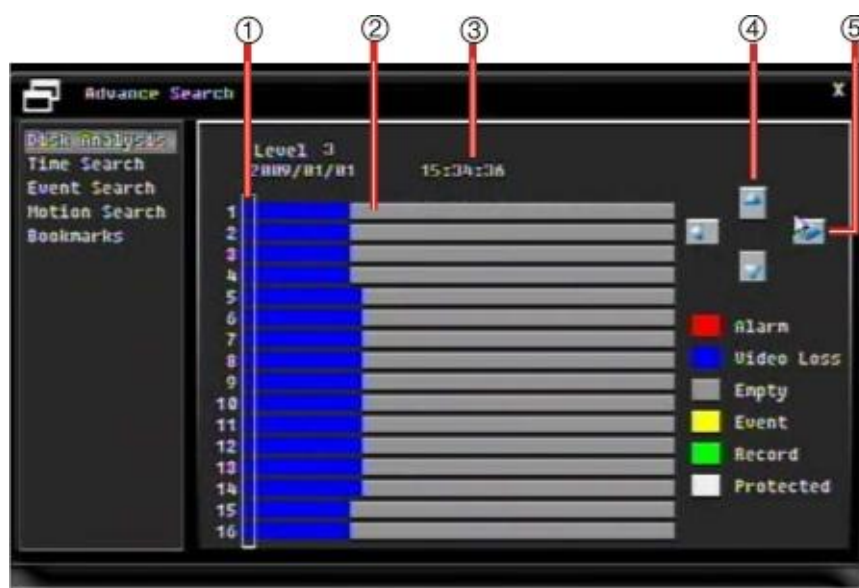 ① ② ③ ④ ⑤
Advance Search X
Disk Analysis
Time Search
Event Search
Motion Search
Bookmarks
Level 3
2009/01/01 15:34:36
1
2
3
4
5
6
7
8
9
10
11
12
13
14
15
16
Alarm
Video Loss
Empty
Event
Record
Protected